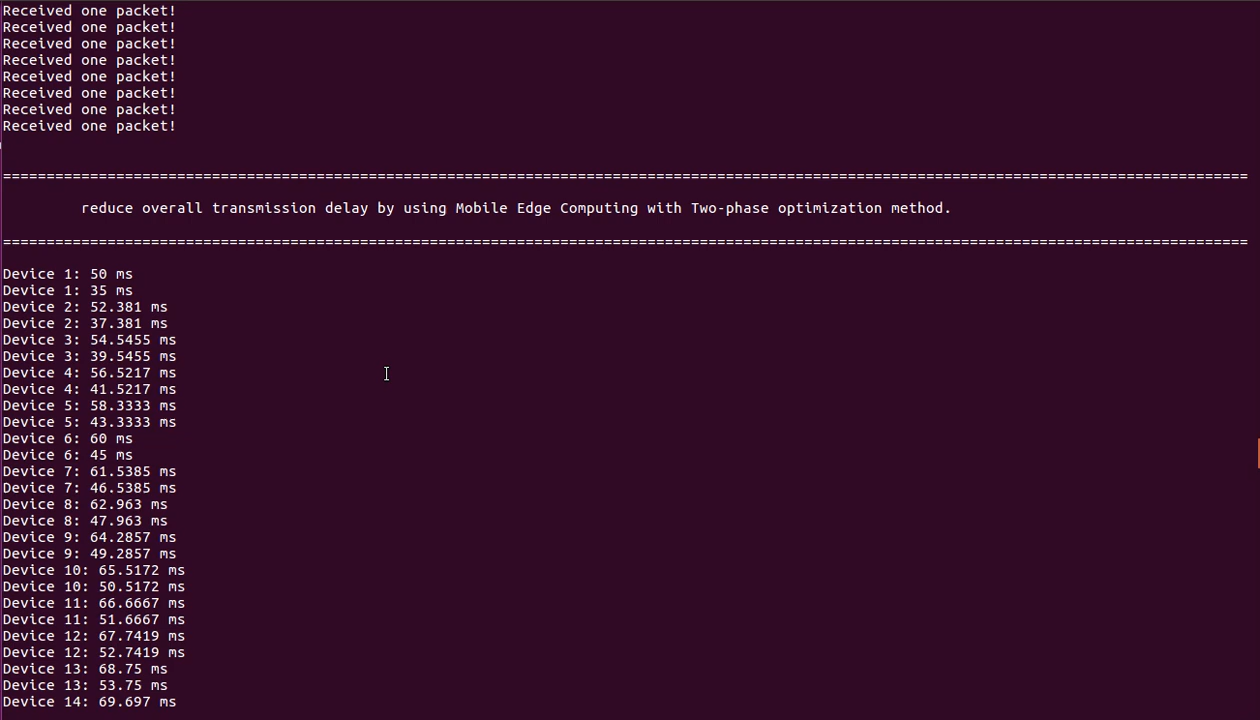 Received one packet!
Received one packet!
Received one packet!
Received one packet!
Received one packet!
Received one packet!
Received one packet!
Received one packet!
===============================================================================================================================================
reduce overall transmission delay by using Mobile Edge Computing with Two-phase optimization method.
===============================================================================================================================================
Device 1: 50 ms
Device 1: 35 ms
Device 2: 52.381 ms
Device 2: 37.381 ms
Device 3: 54.5455 ms
Device 3: 39.5455 ms
Device 4: 56.5217 ms
Device 4: 41.5217 ms
Device 5: 58.3333 ms
Device 5: 43.3333 ms
Device 6: 60 ms
Device 6: 45 ms
Device 7: 61.5385 ms
Device 7: 46.5385 ms
Device 8: 62.963 ms
Device 8: 47.963 ms
Device 9: 64.2857 ms
Device 9: 49.2857 ms
Device 10: 65.5172 ms
Device 10: 50.5172 ms
Device 11: 66.6667 ms
Device 11: 51.6667 ms
Device 12: 67.7419 ms
Device 12: 52.7419 ms
Device 13: 68.75 ms
Device 13: 53.75 ms
Device 14: 69.697 ms